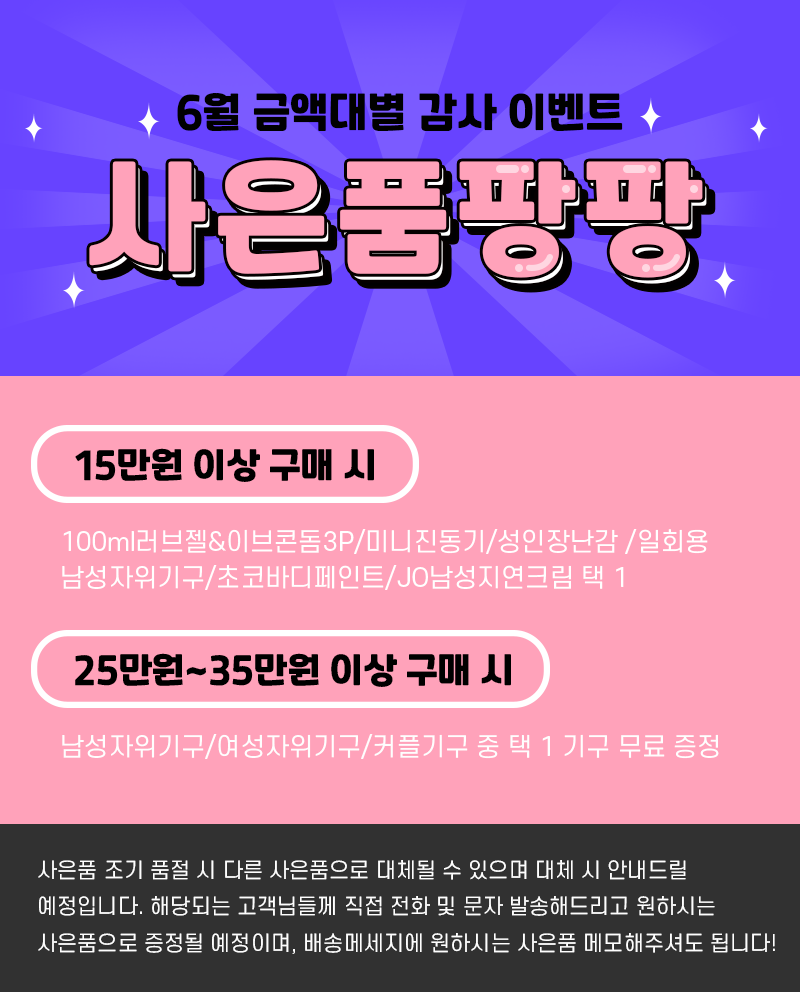 6월 금액대별 감사 이벤트
사은품팡팡
15만원 이상 구매 시
100ml러브젤&이브콘돔3P/미니진동기/성인장난감 /일회용
남성자위기구/초코바디페인트/JO남성지연크림 택 1
25만원~35만원 이상 구매 시
남성자위기구/여성자위기구/커플기구 중 택 1 기구 무료 증정
사은품 조기 품절 시 다른 사은품으로 대체될 수 있으며 대체 시 안내드릴
예정입니다. 해당되는 고객님들께 직접 전화 및 문자 발송해드리고 원하시는
사은품으로 증정될 예정이며, 배송메세지에 원하시는 사은품 메모해주셔도 됩니다!